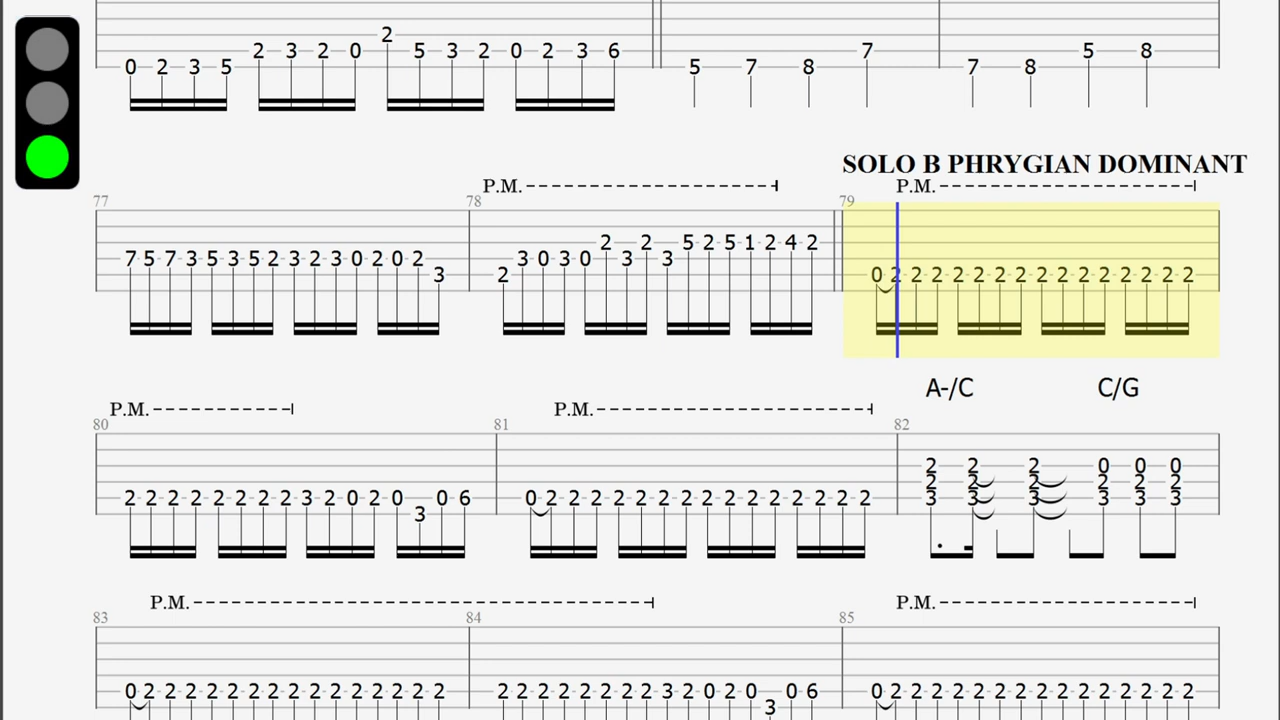 2
2 3 2 0 5 3 2 0 2 3 6 7 5 8
0 2 3 5 5 7 8 7 8
SOLO B PHRYGIAN DOMINANT
P.M. P.M.
77 78 79
2 2 5 2 5 1 2 4 2
7 5 7 3 5 3 5 2 3 2 3 0 2 0 2 3 0 3 0 3 3
3 2 0 2 2 2 2 2 2 2 2 2 2 2 2 2 2 2
A-/C C/G
P.M. P.M.
80 81 82
2 2 2 0 0 0
2 2 2 2 2 2
2 2 2 2 2 2 2 2 3 2 0 2 0 0 6 0 2 2 2 2 2 2 2 2 2 2 2 2 2 2 2 3 3 3 3 3 3
3
P.M. P.M.
83 84 85
0 2 2 2 2 2 2 2 2 2 2 2 2 2 2 2 2 2 2 2 2 2 2 2 3 2 0 2 0 0 6 0 2 2 2 2 2 2 2 2 2 2 2 2 2 2 2
3